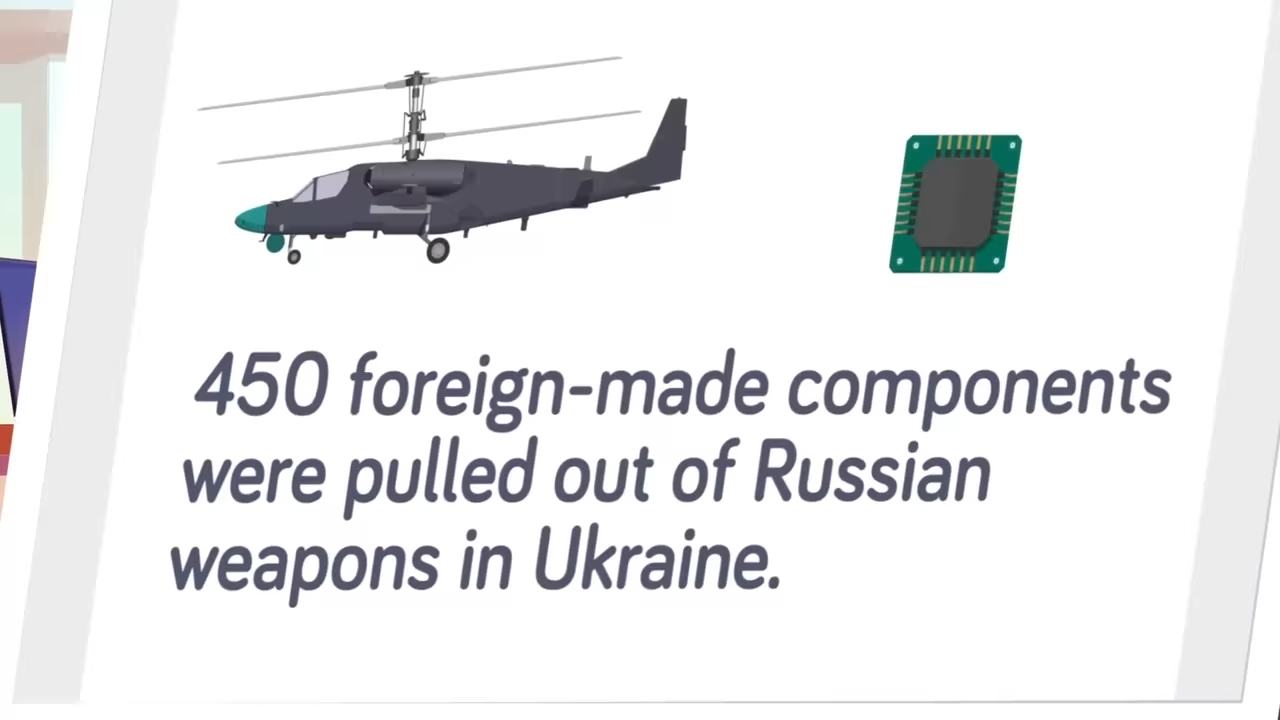 450 foreign-made components
were pulled out of Russian
weapons in Ukraine.